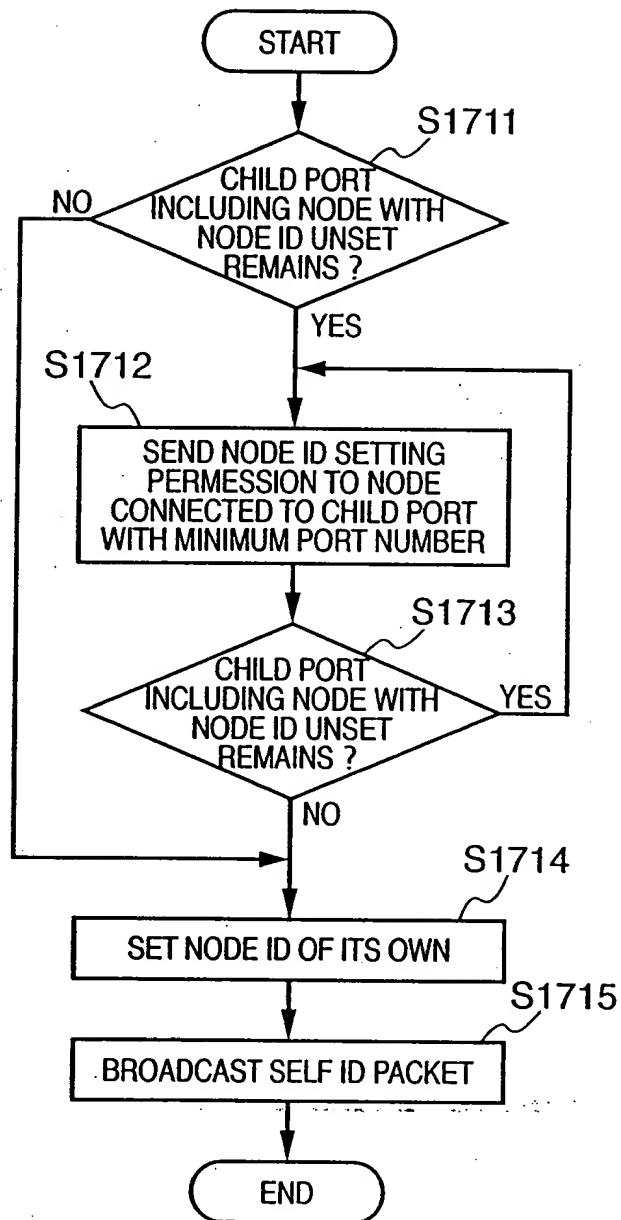 START
S1711
CHILD PORT
INCLUDING NODE WITH
NODE ID UNSET
REMAINS ?
NO
YES
S1712
SEND NODE ID SETTING
PERMESSION TO NODE
CONNECTED TO CHILD PORT
WITH MINIMUM PORT NUMBER
S1713
CHILD PORT
INCLUDING NODE WITH
NODE ID UNSET
REMAINS ?
YES
NO
S1714
SET NODE ID OF ITS OWN
S1715
BROADCAST SELF ID PACKET
END